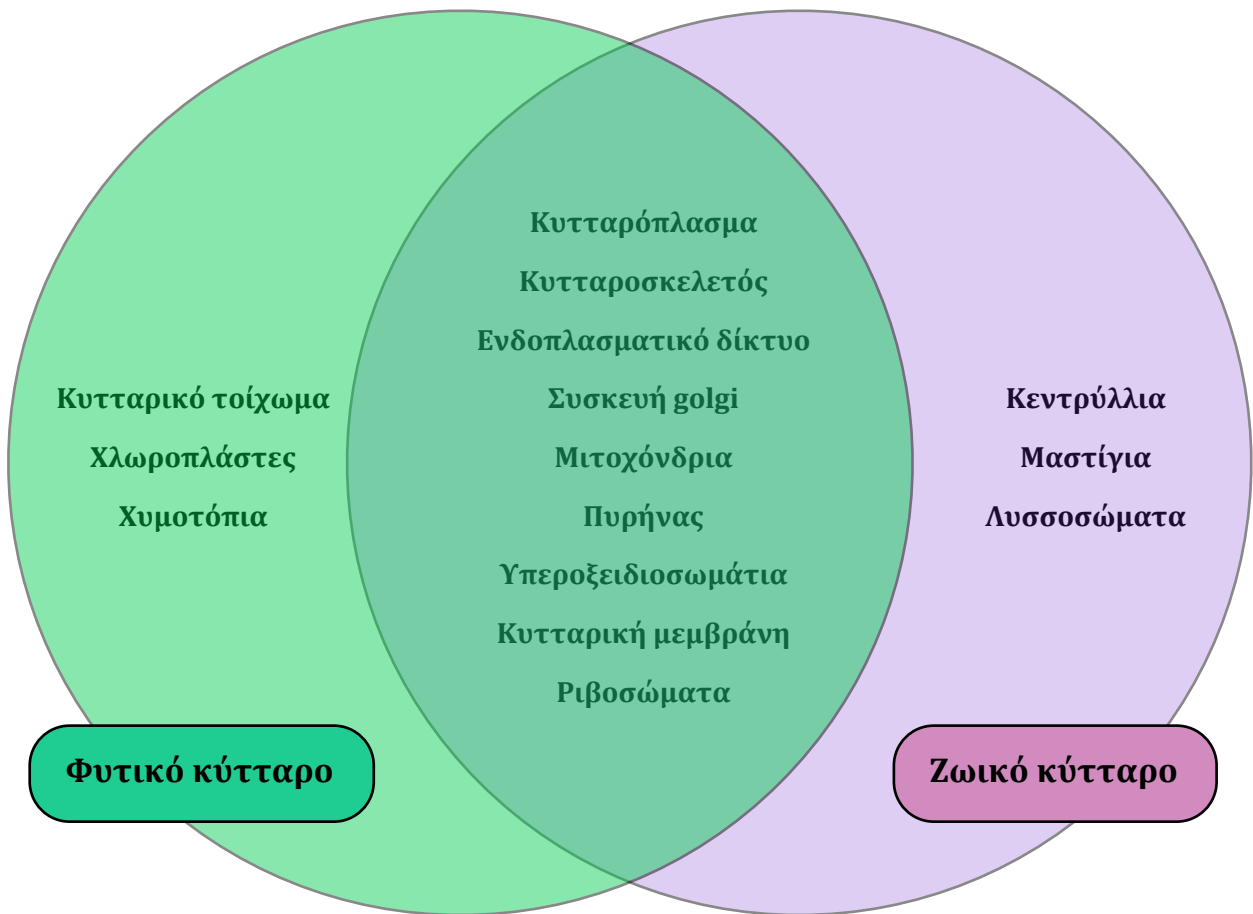 Κυτταρικό τοίχωμα
Χλωροπλάστες
Χυμοτόπια
Κυτταρόπλασμα
Κυτταροσκελετός
Ενδοπλασματικό δίκτυο
Συσκευή golgi
Μιτοχόνδρια
Πυρήνας
Υπεροξειδιοσωμάτια
Κυτταρική μεμβράνη
Ριβοσώματα
Κεντρύλλια
Μαστίγια
Λυσσοσώματα
Φυτικό κύτταρο
Ζωικό κύτταρο